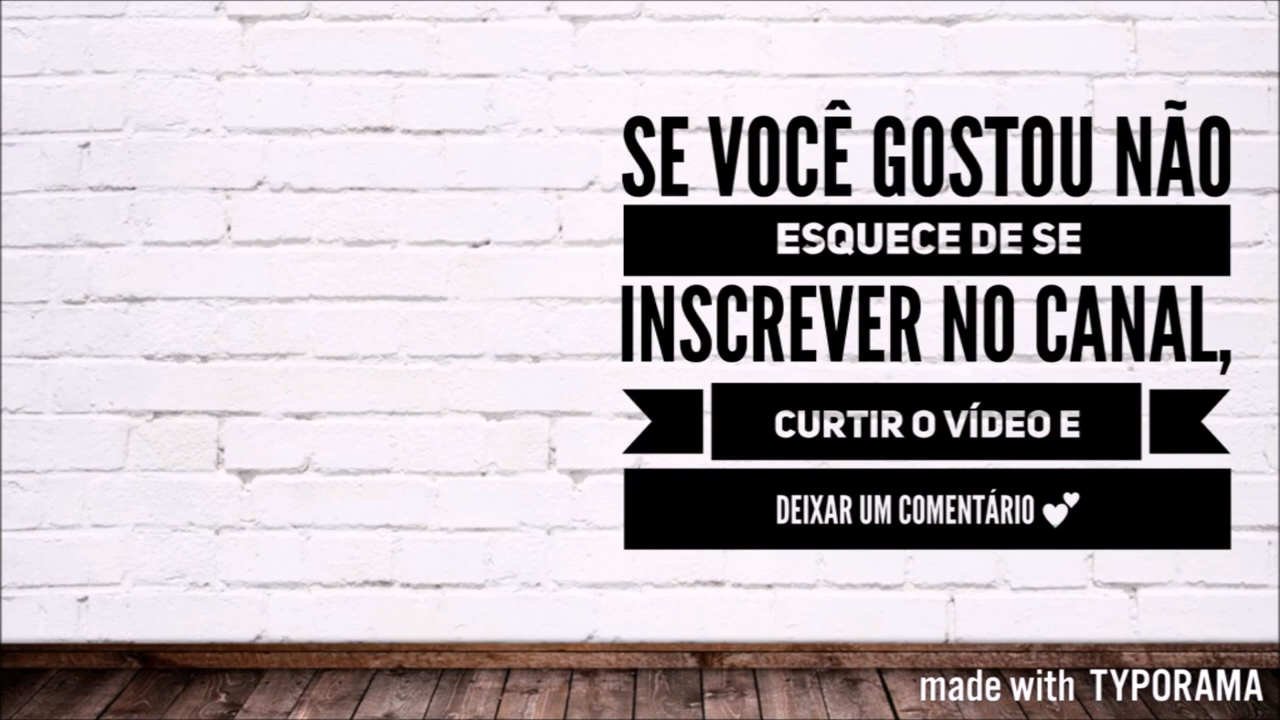 SE VOCÊ GOSTOU NÃO
ESQUECE DE SE
INSCREVER NO CANAL,
CURTIR O VÍDEO E
DEIXAR UM COMENTÁRIO 💕
made with TYPORAMA